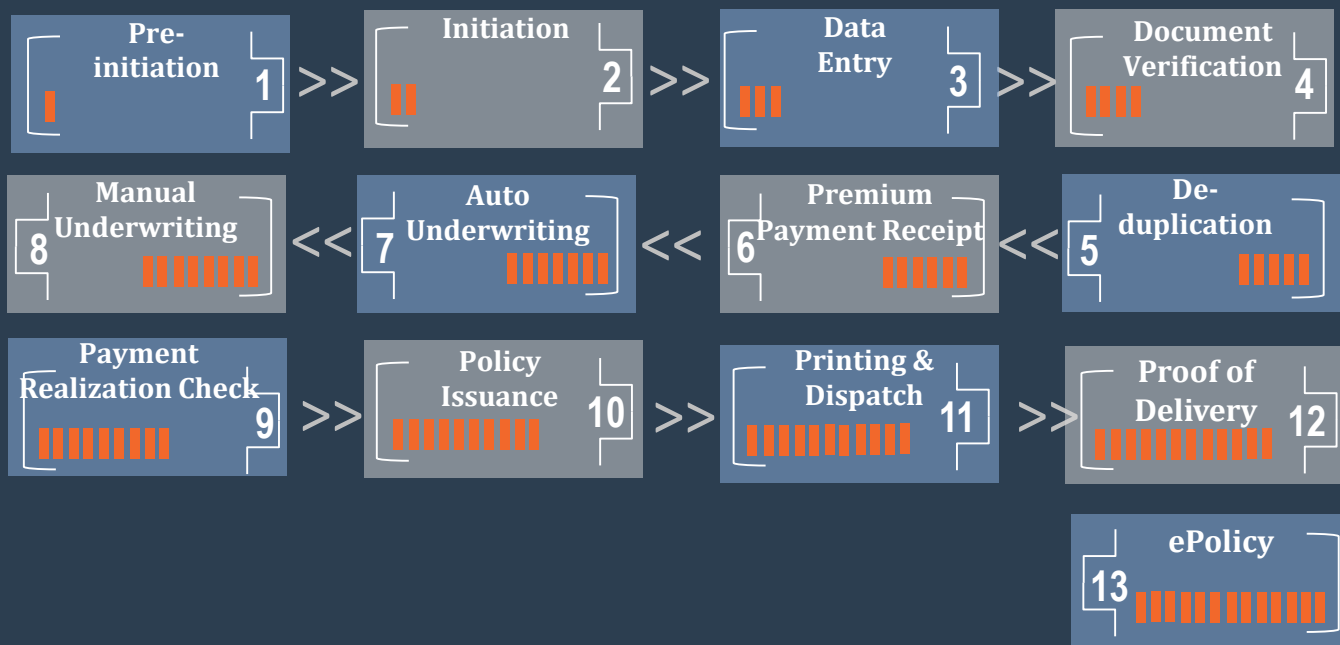 Pre-
initiation
1
>>
Initiation
2
>>
Data
Entry
3
>>
Document
Verification
4
Manual
Underwriting
8
<<
Auto
Underwriting
7
<<
Premium
Payment Receipt
6
<<
De-
duplication
5
Payment
Realization Check
9
>>
Policy
Issuance
10
>>
Printing &
Dispatch
11
>>
Proof of
Delivery
12
ePolicy
13